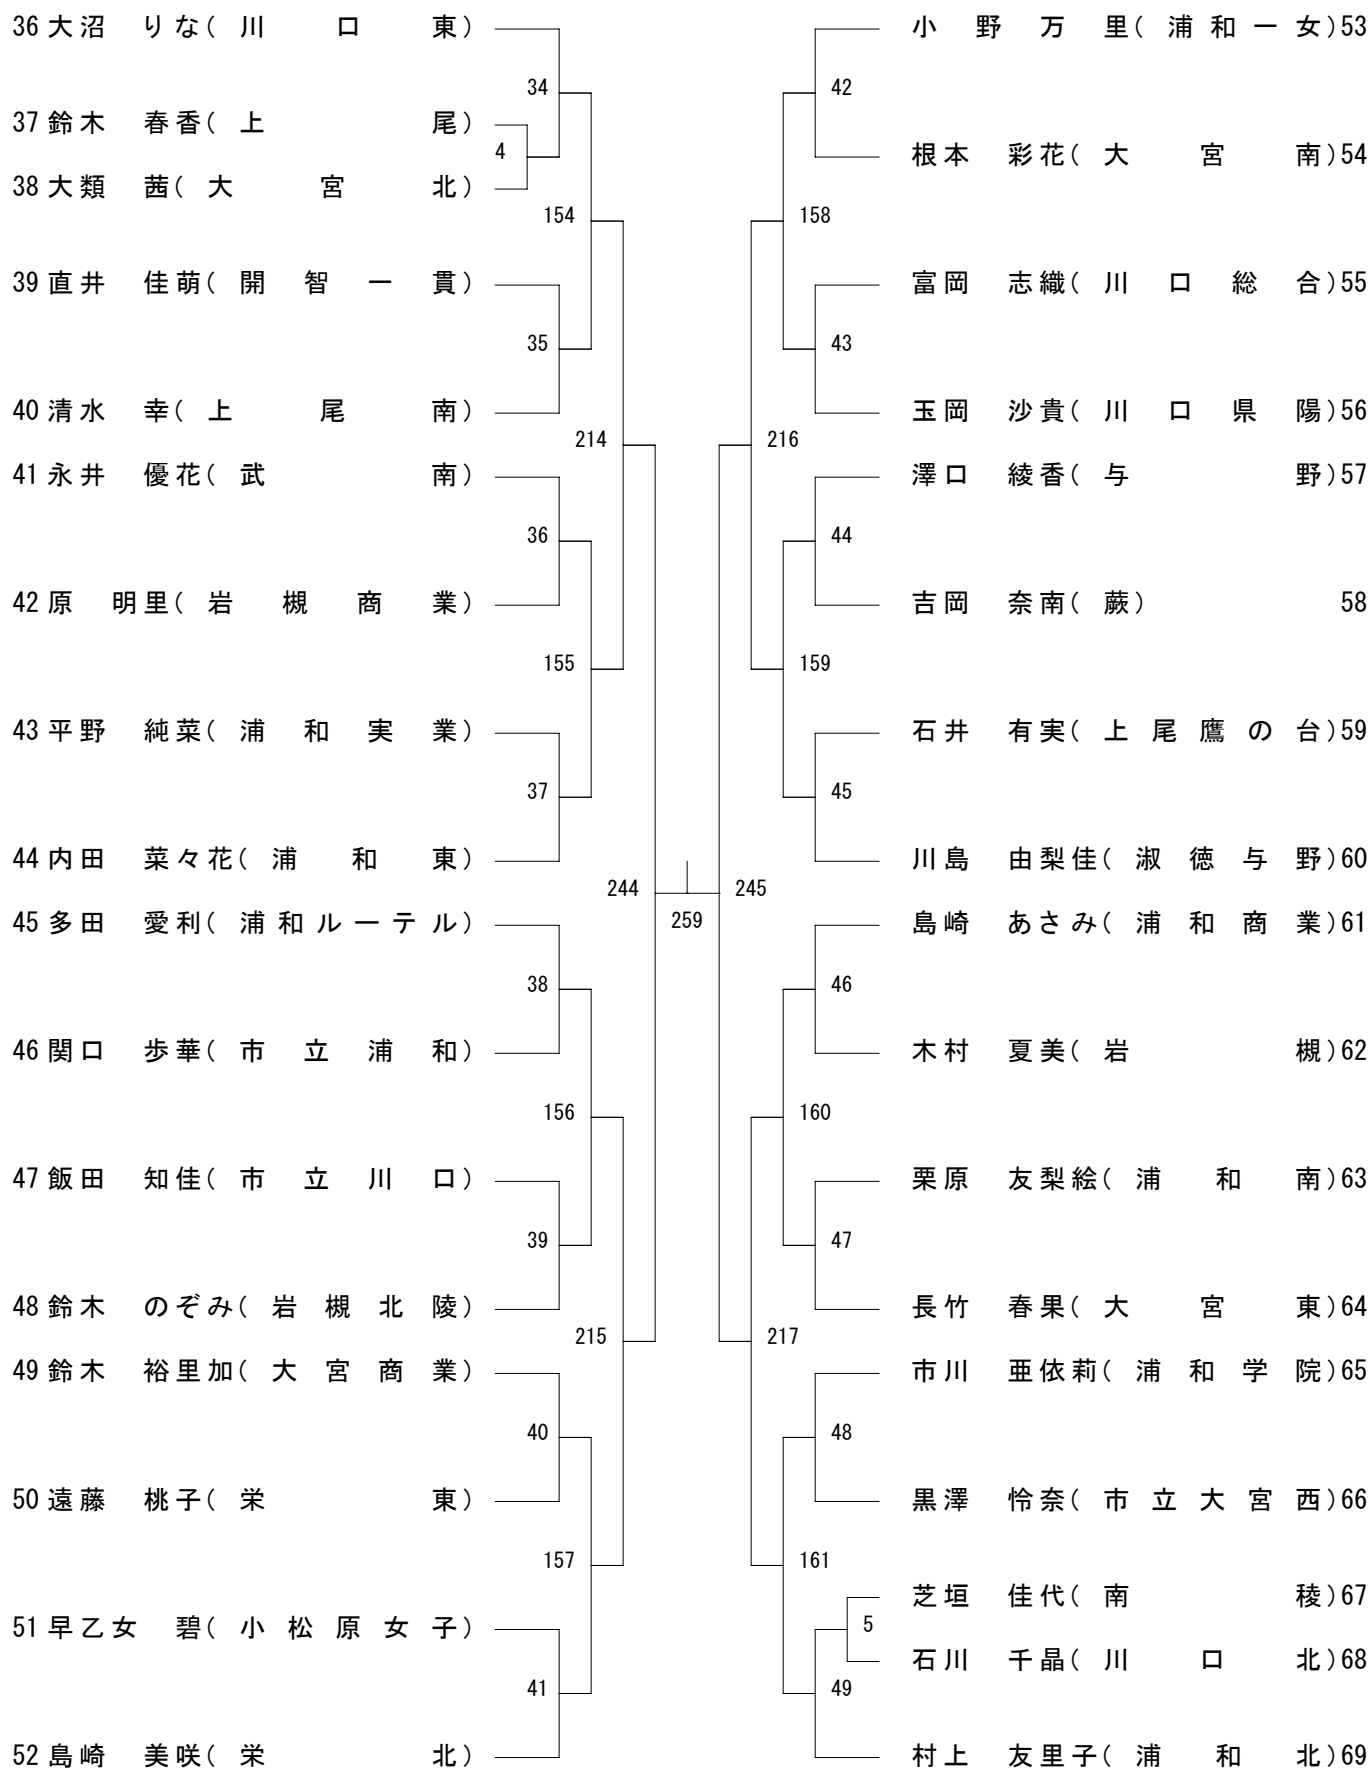 36 大沼 りな( 川 口 東 )
34
37 鈴木 春香( 上 尾 )
4
38 大類 茜( 大 宮 北 )
154
39 直井 佳萌( 開 智 一 貫 )
35
40 清水 幸( 上 尾 南 )
214
41 永井 優花( 武 南 )
36
42 原 明里( 岩 槻 商 業 )
155
43 平野 純菜( 浦 和 実 業 )
37
44 内田 菜々花( 浦 和 東 )
244
45 多田 愛利( 浦和ルーテル )
38
46 関口 歩華( 市 立 浦 和 )
156
47 飯田 知佳( 市 立 川 口 )
39
48 鈴木 のぞみ( 岩 槻 北 陵 )
215
49 鈴木 裕里加( 大 宮 商 業 )
40
50 遠藤 桃子( 栄 東 )
157
51 早乙女 碧( 小 松 原 女 子 )
41
52 島崎 美咲( 栄 北 )
259
小 野 万 里( 浦 和 一 女 )53
42
根本 彩花( 大 宮 南 )54
158
富岡 志織( 川 口 総 合 )55
43
玉岡 沙貴( 川 口 県 陽 )56
216
澤口 綾香( 与 野 )57
44
吉岡 奈南( 蕨 ) 58
159
石井 有実( 上 尾 鷹 の 台 )59
45
川島 由梨佳( 淑 徳 与 野 )60
245
島崎 あさみ( 浦 和 商 業 )61
46
木村 夏美( 岩 槻 )62
160
栗原 友梨絵( 浦 和 南 )63
47
長竹 春果( 大 宮 東 )64
217
市川 亜依莉( 浦 和 学 院 )65
48
黒澤 怜奈( 市 立 大 宮 西 )66
161
芝垣 佳代( 南 稜 )67
5
石川 千晶( 川 口 北 )68
49
村上 友里子( 浦 和 北 )69